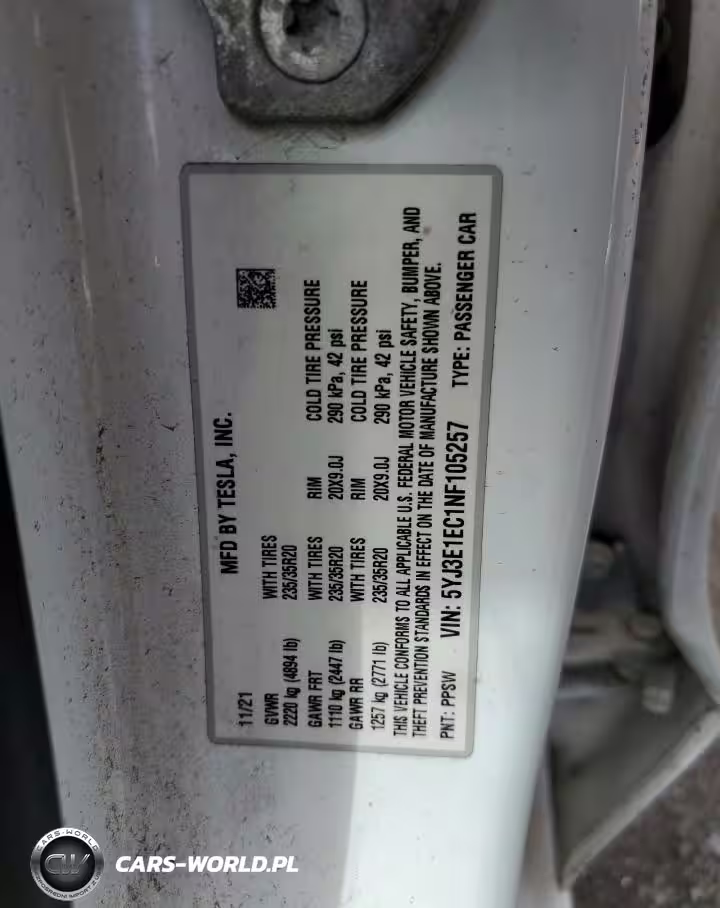 MFD BY TESLA, INC.
11/21
GVWR WITH TIRES
2220 kg (4894 lb) 235/35R20
GAWR FRT WITH TIRES RIM COLD TIRE PRESSURE
1110 kg (2447 lb) 235/35R20 20X9.0J 290 kPa, 42 psi
GAWR RR WITH TIRES RIM COLD TIRE PRESSURE
1257 kg (2771 lb) 235/35R20 20X9.0J 290 kPa, 42 psi
THIS VEHICLE CONFORMS TO ALL APPLICABLE U.S. FEDERAL MOTOR VEHICLE SAFETY, BUMPER, AND
THEFT PREVENTION STANDARDS IN EFFECT ON THE DATE OF MANUFACTURE SHOWN ABOVE.
PNT: PPSW VIN: 5YJ3E1EC1NF105257 TYPE: PASSENGER CAR
CARS-WORLD
CW
CARS-WORLD.PL